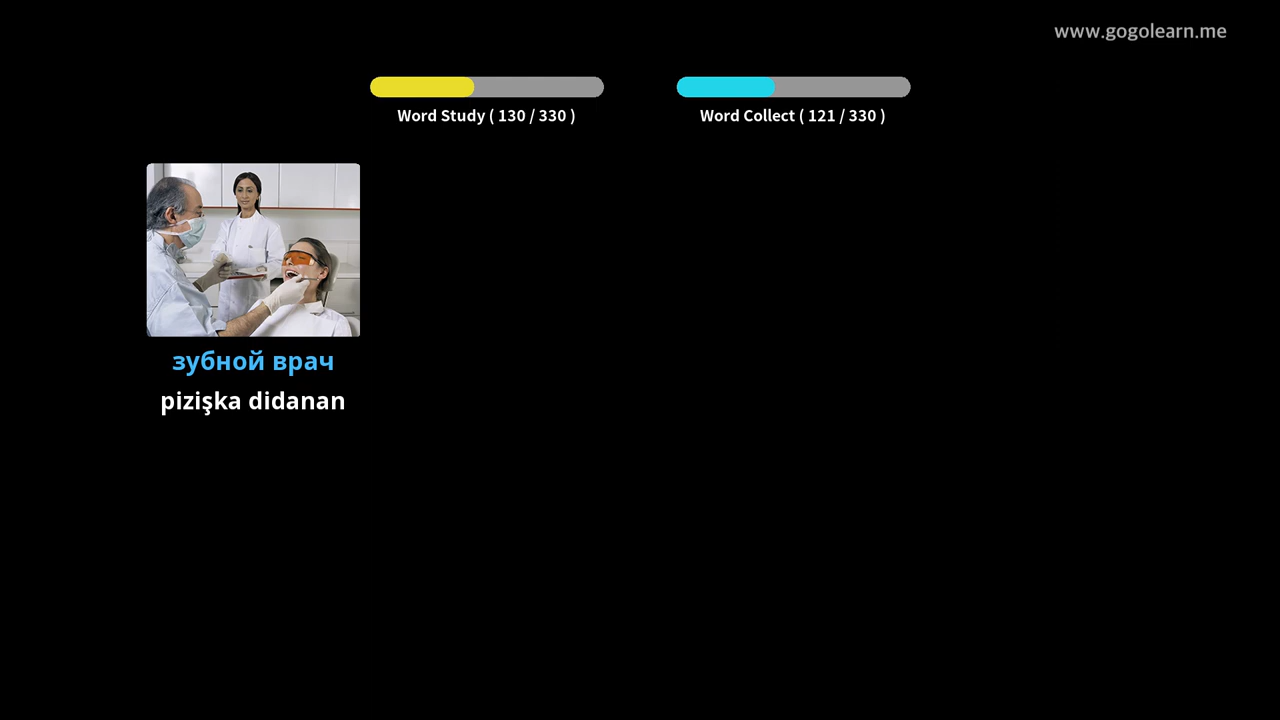 www.gogolearn.me
Word Study ( 130 / 330 )
Word Collect ( 121 / 330 )
зубной врач
pizişka didanan